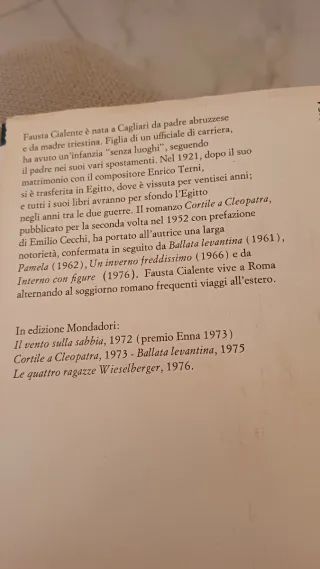 Fausta Cialente è nata a Cagliari da padre abruzzese
e da madre triestina. Figlia di un ufficiale di carriera,
ha avuto un'infanzia "senza luoghi", seguendo
il padre nei suoi vari spostamenti. Nel 1921, dopo il suo
matrimonio con il compositore Enrico Terni,
si è trasferita in Egitto, dove è vissuta per ventisei anni;
e tutti i suoi libri avranno per sfondo l'Egitto
negli anni tra le due guerre. Il romanzo Cortile a Cleopatra,
pubblicato per la seconda volta nel 1952 con prefazione
di Emilio Cecchi, ha portato all'autrice una larga
notorietà, confermata in seguito da Ballata levantina (1961),
Pamela (1962), Un inverno freddissimo (1966) e da
Interno con figure (1976). Fausta Cialente vive a Roma
alternando al soggiorno romano frequenti viaggi all'estero.
In edizione Mondadori:
Il vento sulla sabbia, 1972 (premio Enna 1973)
Cortile a Cleopatra, 1973 - Ballata levantina, 1975
Le quattro ragazze Wieselberger, 1976.